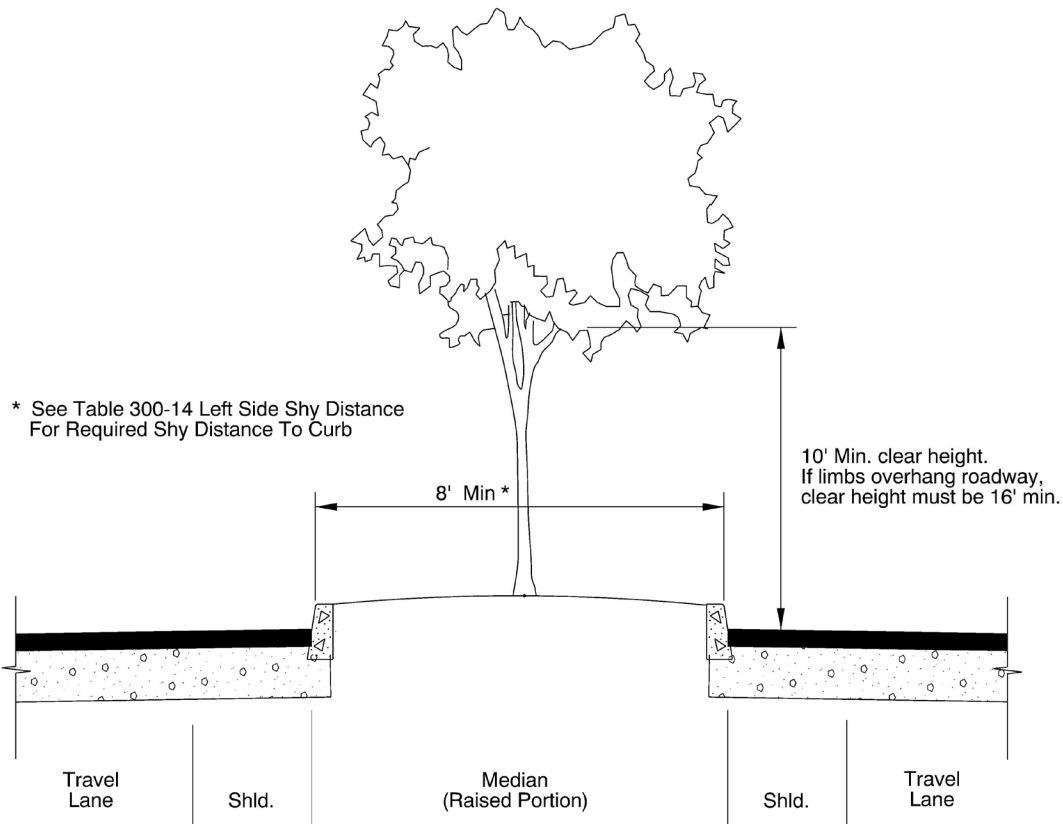 * See Table 300-14 Left Side Shy Distance
For Required Shy Distance To Curb
8' Min *
10' Min. clear height.
If limbs overhang roadway,
clear height must be 16' min.
Travel
Lane
Shld.
Median
(Raised Portion)
Shld.
Travel
Lane